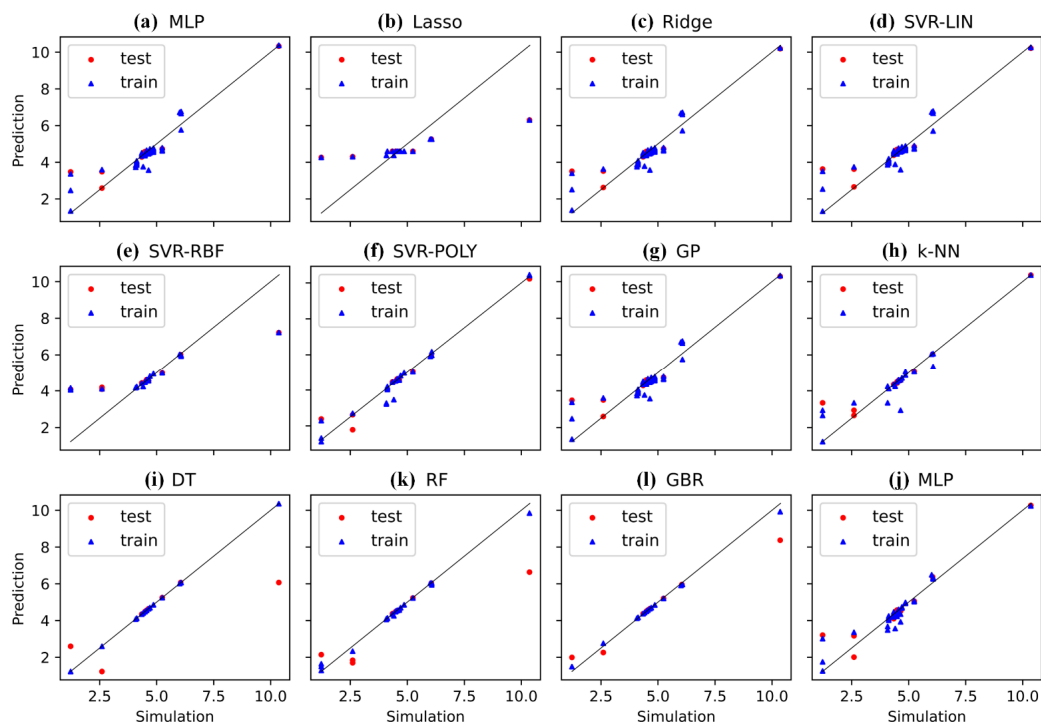 (a) MLP
(b) Lasso
(c) Ridge
(d) SVR-LIN
10
8
6
4
2
Prediction
test
train
test
train
test
train
test
train
(e) SVR-RBF
(f) SVR-POLY
(g) GP
(h) k-NN
10
8
6
4
2
Prediction
test
train
test
train
test
train
test
train
(i) DT
(k) RF
(l) GBR
(j) MLP
10
8
6
4
2
Prediction
test
train
test
train
test
train
test
train
2.5 5.0 7.5 10.0
2.5 5.0 7.5 10.0
2.5 5.0 7.5 10.0
2.5 5.0 7.5 10.0
Simulation
Simulation
Simulation
Simulation